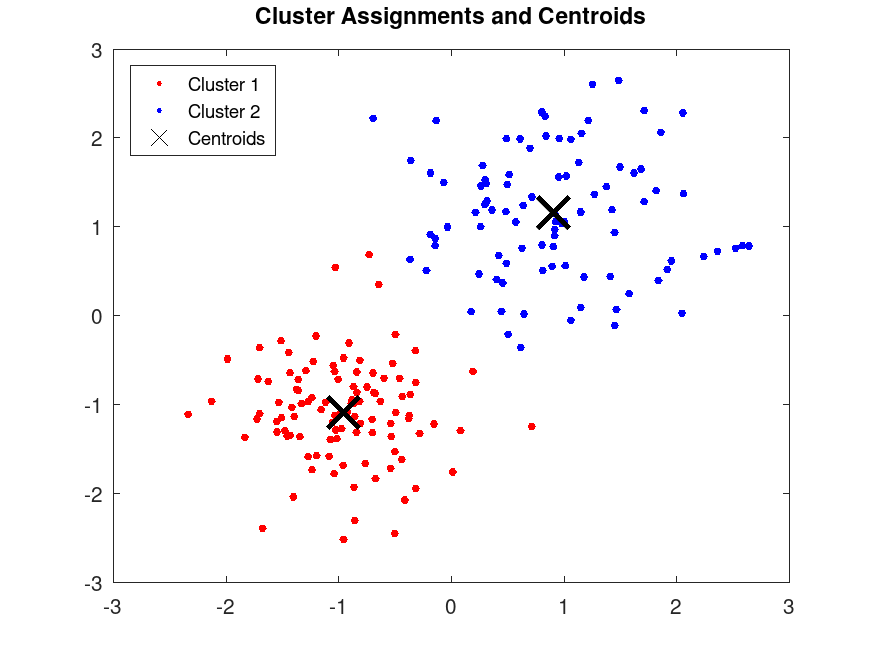 Cluster Assignments and Centroids
3
Cluster 1
Cluster 2
Centroids
2
1
0
-1
-2
-3
-3 -2 -1 0 1 2 3